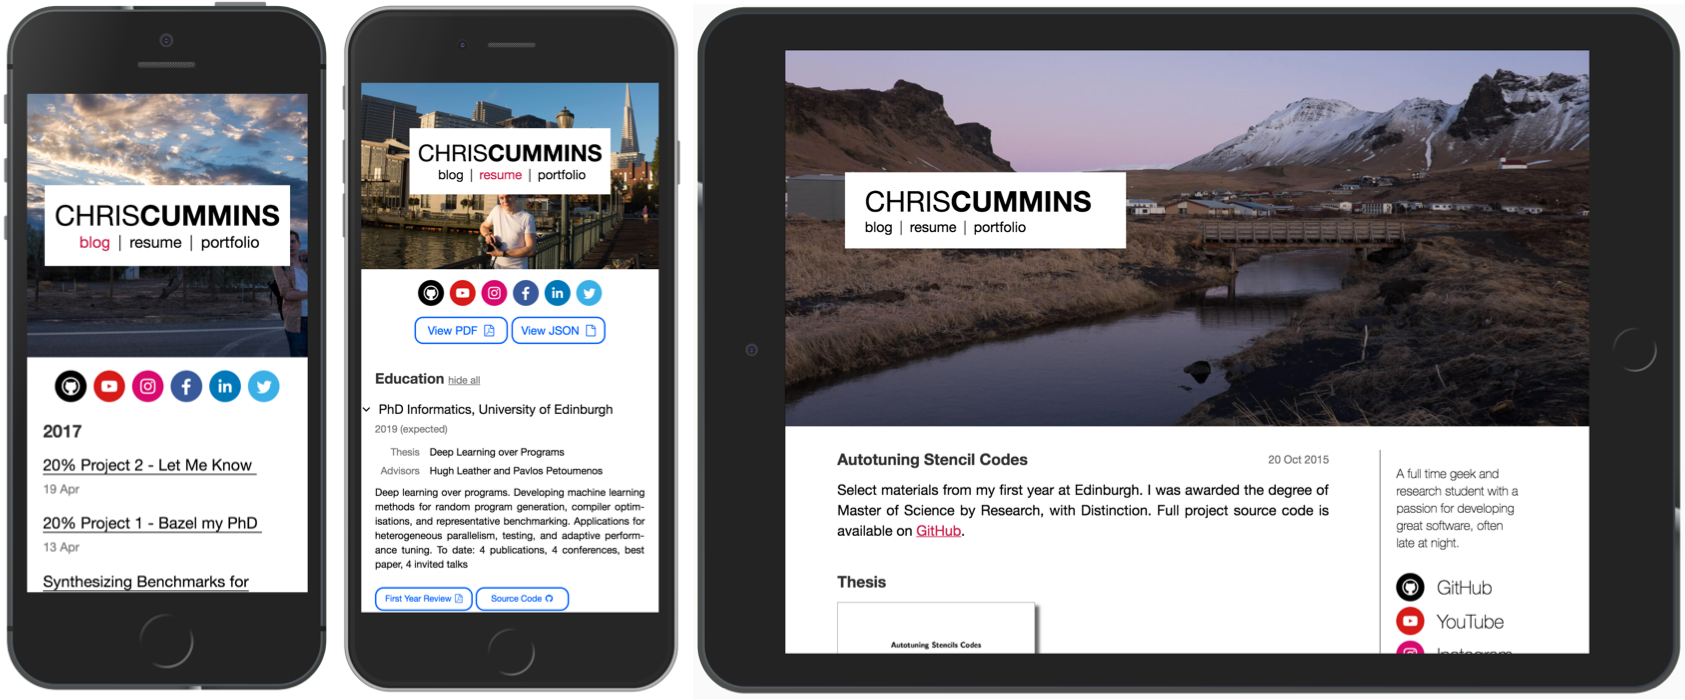 CHRISCUMMINS
blog | resume | portfolio
2017
20% Project 2 - Let Me Know
19 Apr
20% Project 1 - Bazel my PhD
13 Apr
Synthesizing Benchmarks for
CHRISCUMMINS
blog | resume | portfolio
View PDF
View JSON
Education hide all
PhD Informatics, University of Edinburgh
2019 (expected)
Thesis Deep Learning over Programs
Advisors Hugh Leather and Pavlos Petoumenos
Deep learning over programs. Developing machine learning
methods for random program generation, compiler optim-
isations, and representative benchmarking. Applications for
heterogeneous parallelism, testing, and adaptive perform-
ance tuning. To date: 4 publications, 4 conferences, best
paper, 4 invited talks
First Year Review
Source Code
CHRISCUMMINS
blog | resume | portfolio
Autotuning Stencil Codes 20 Oct 2015
Select materials from my first year at Edinburgh. I was awarded the degree of
Master of Science by Research, with Distinction. Full project source code is
available on GitHub.
Thesis
Autotuning Stencils Codes
A full time geek and
research student with a
passion for developing
great software, often
late at night.
GitHub
YouTube
Instagram